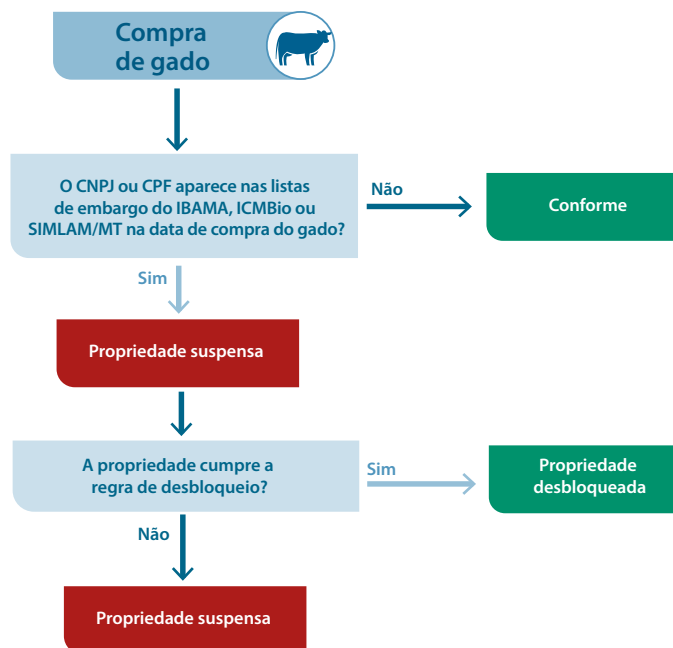 Compra
de gado
O CNPJ ou CPF aparece nas listas
de embargo do IBAMA, ICMBio ou
SIMLAM/MT na data de compra do gado?
Não
Conforme
Sim
Propriedade suspensa
A propriedade cumpre a
regra de desbloqueio?
Sim
Propriedade
desbloqueada
Não
Propriedade suspensa